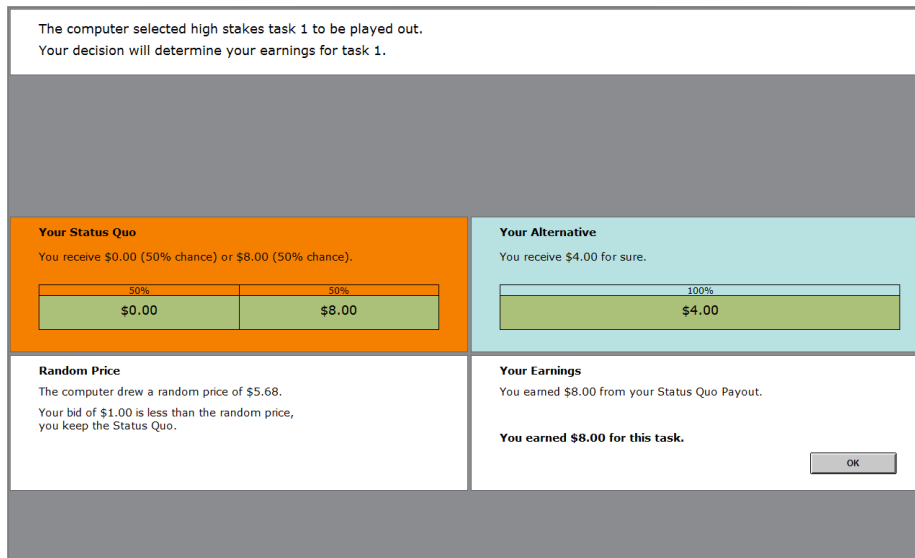 The computer selected high stakes task 1 to be played out.
Your decision will determine your earnings for task 1.
Your Status Quo
You receive $0.00 (50% chance) or $8.00 (50% chance).
50% 50%
$0.00 $8.00
Your Alternative
You receive $4.00 for sure.
100%
$4.00
Random Price
The computer drew a random price of $5.68.
Your bid of $1.00 is less than the random price,
you keep the Status Quo.
Your Earnings
You earned $8.00 from your Status Quo Payout.
You earned $8.00 for this task.
OK